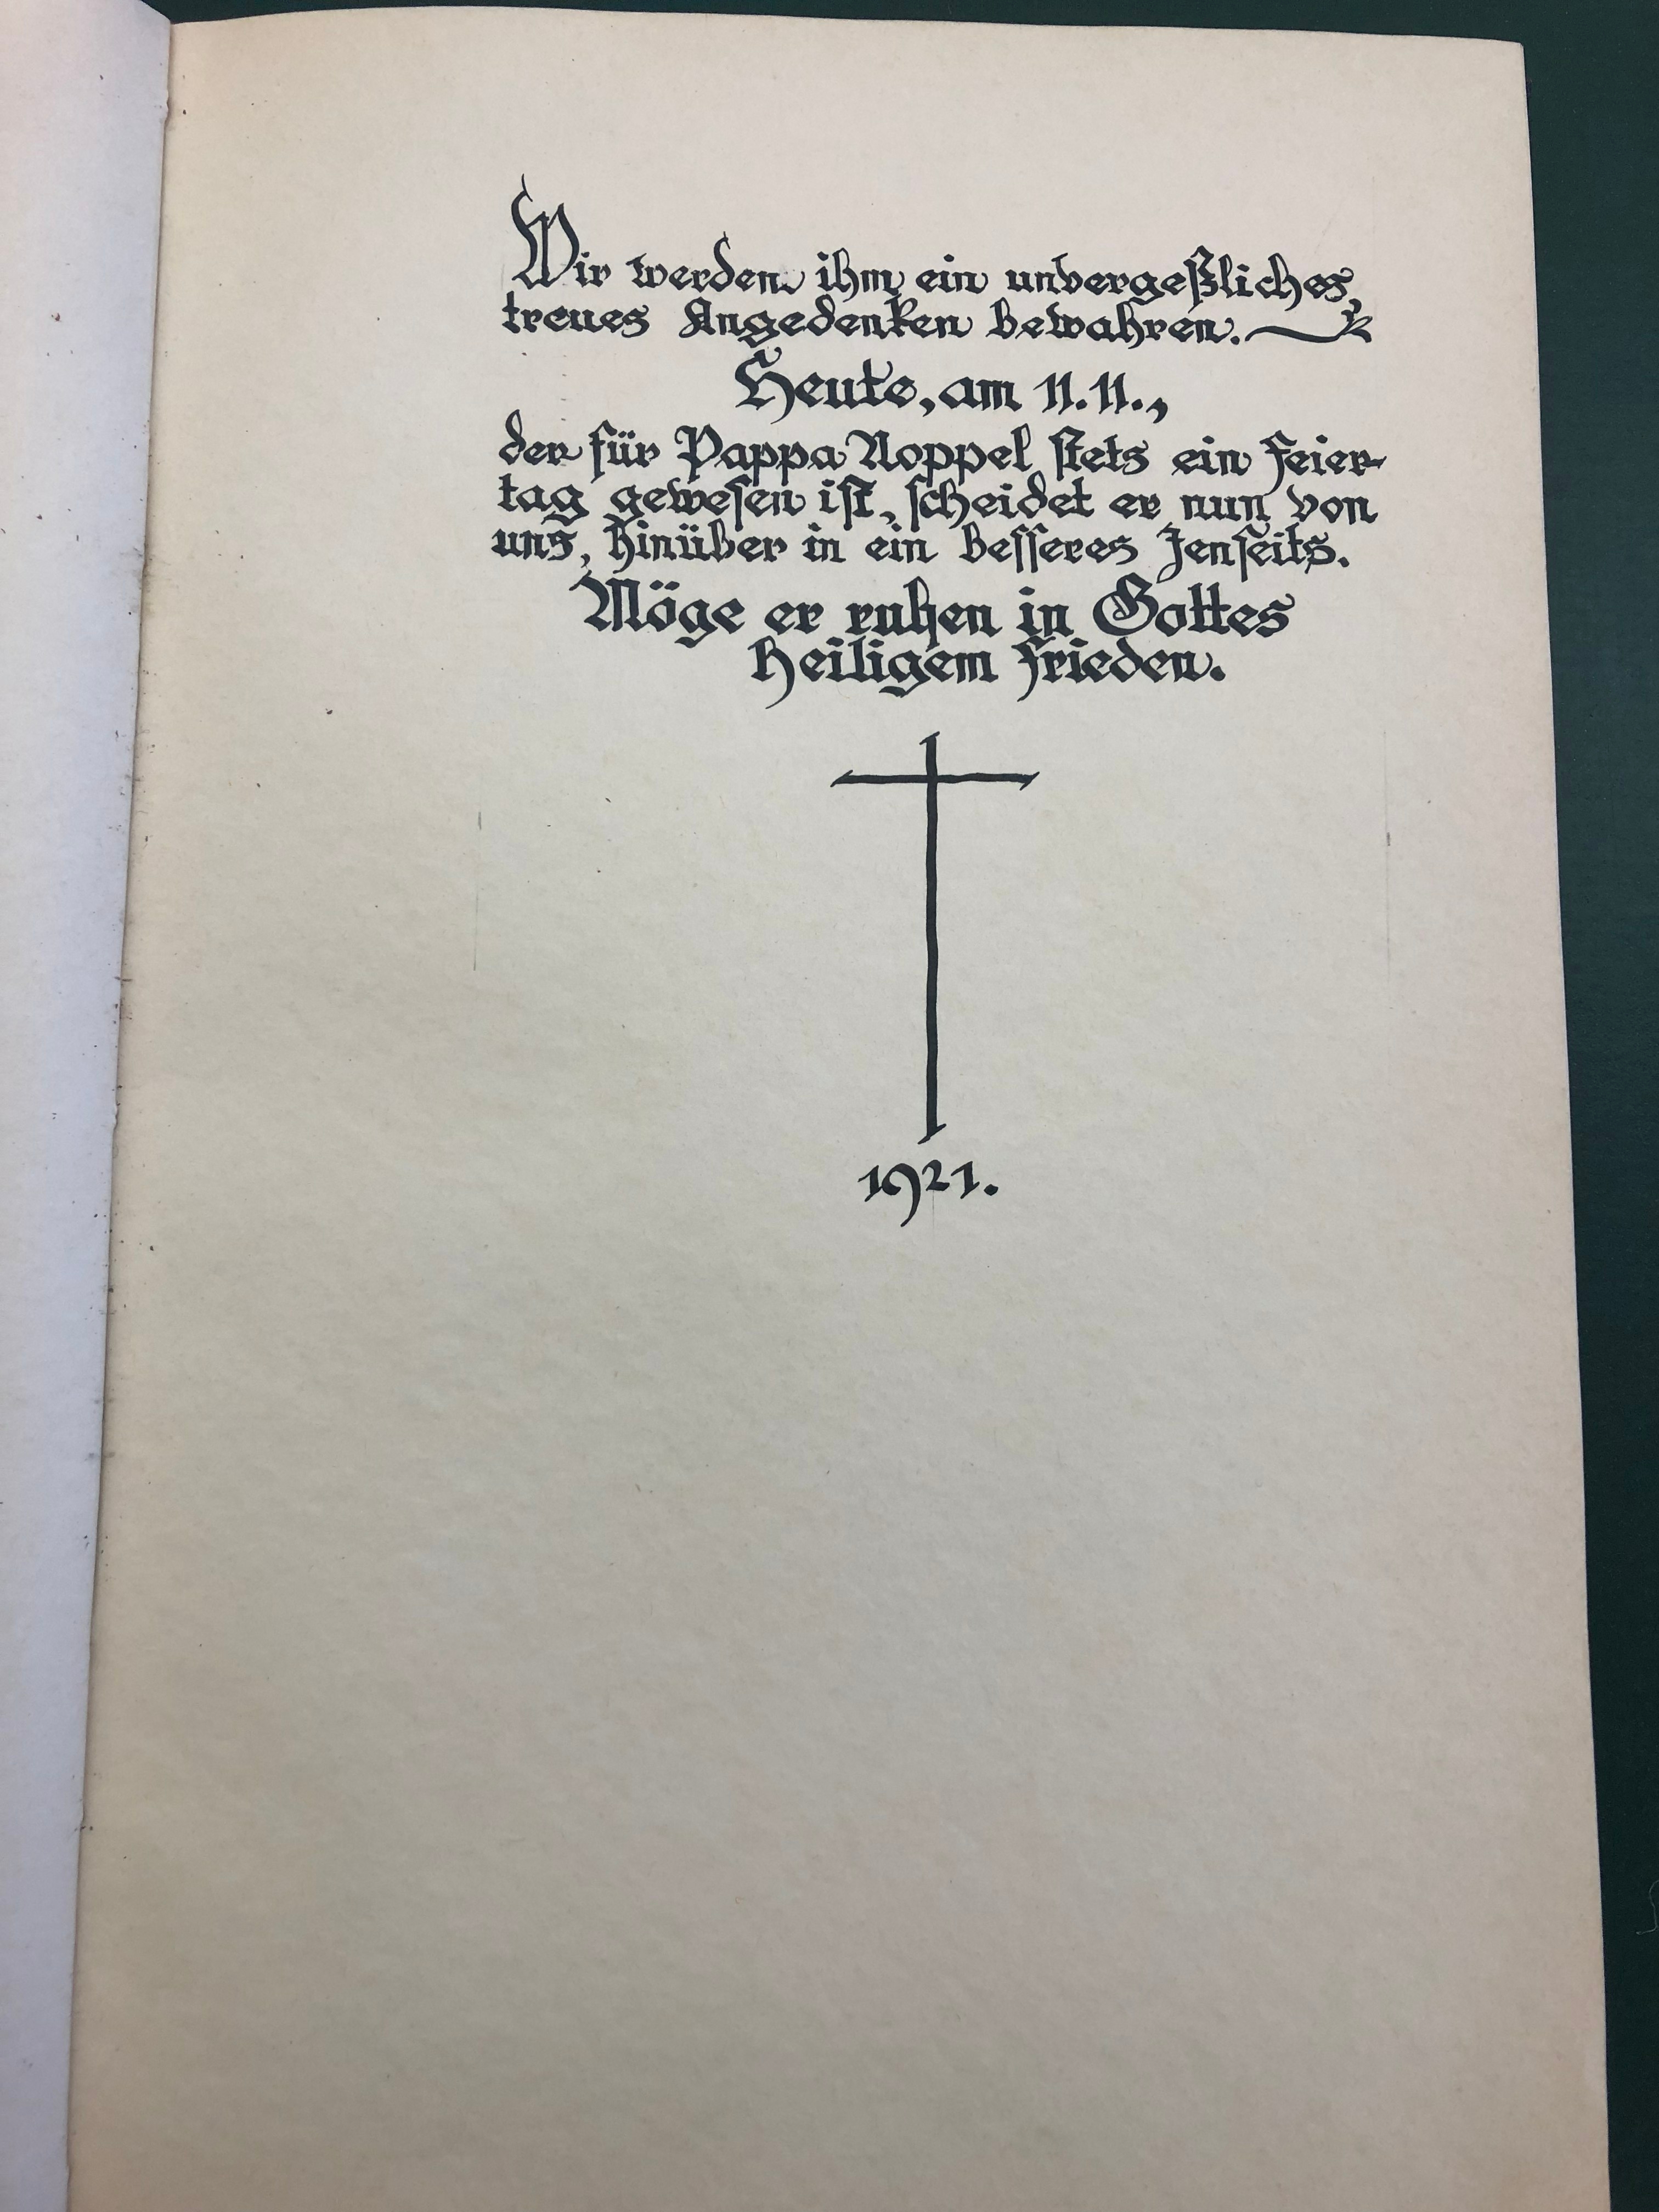 Wir werden ihm ein unvergeßliches,
treues Angedenken bewahren.
Heute, am 11.11.,
der für Pappa Noppel stets ein Feier-
tag gewesen ist, scheidet er nun von
uns, hinüber in ein besseres Jenseits.
Möge er ruhen in Gottes
heiligem Frieden.
1921.